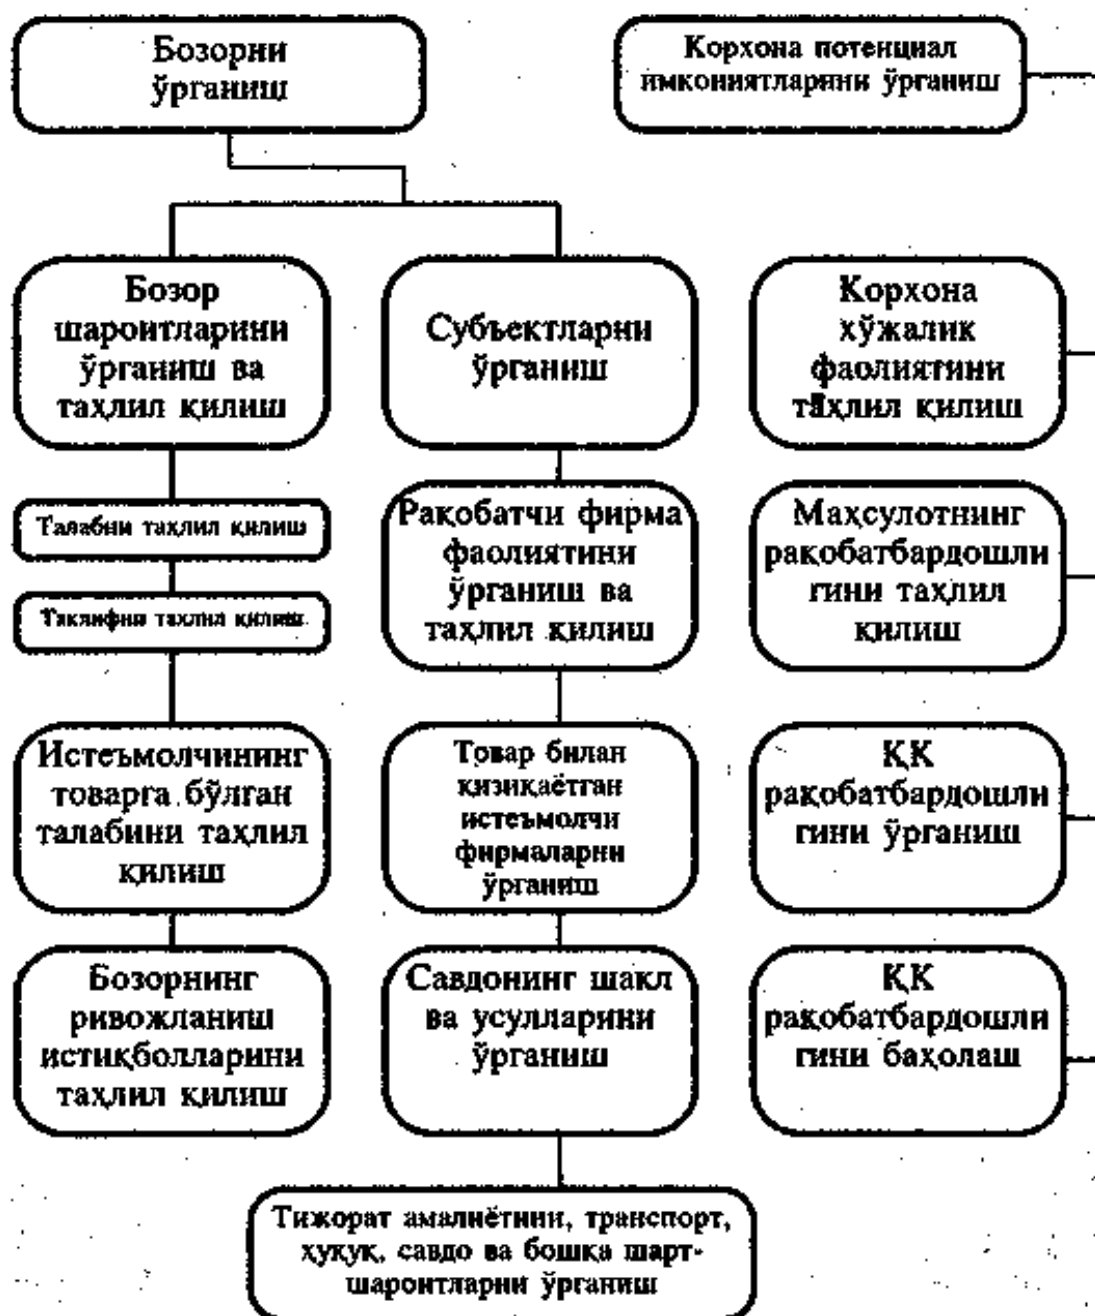 Бозорни
ўрганиш
Корхона потенциал
имкониятларини ўрганиш
Бозор
шароитларини
ўрганиш ва
таҳлил қилиш
Субъектларни
ўрганиш
Корхона
хўжалик
фаолиятини
таҳлил қилиш
Талабни таҳлил қилиш
Таклифни таҳлил қилиш
Рақобатчи фирма
фаолиятини
ўрганиш ва
таҳлил қилиш
Маҳсулотнинг
рақобатбардошли
гини таҳлил
қилиш
Истеъмолчининг
товарга бўлган
талабини таҳлил
қилиш
Товар билан
қизиқаётган
истеъмолчи
фирмаларни
ўрганиш
ҚК
рақобатбардошли
гини ўрганиш
Бозорнинг
ривожланиш
истиқболларини
таҳлил қилиш
Савдонинг шакл
ва усулларини
ўрганиш
ҚК
рақобатбардошли
гини баҳолаш
Тижорат амалиётини, транспорт,
ҳуқуқ, савдо ва бошқа шарт-
шароитларни ўрганиш